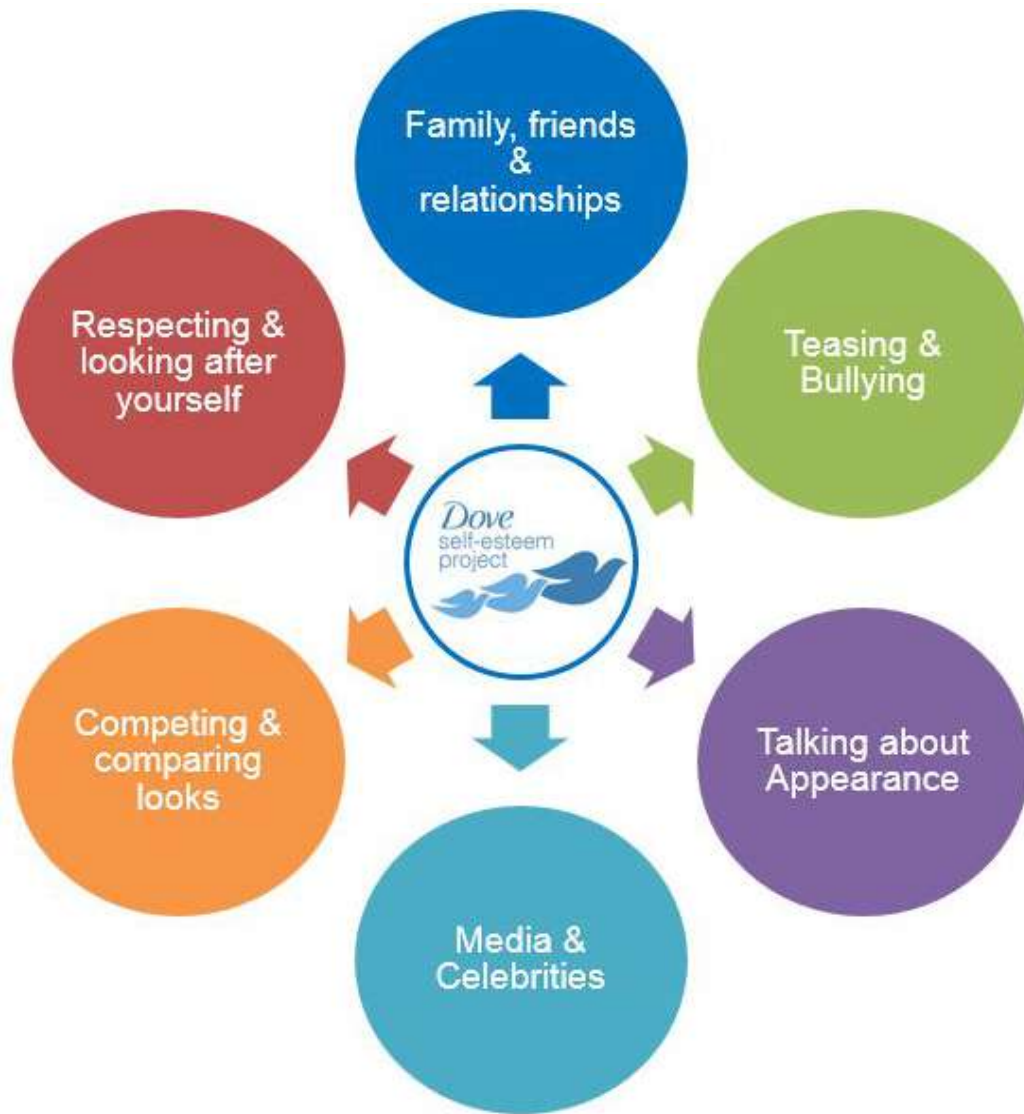 Family, friends
&
relationships
Teasing &
Bullying
Talking about
Appearance
Media &
Celebrities
Competing &
comparing
looks
Respecting &
looking after
yourself
Dove
self-esteem
project